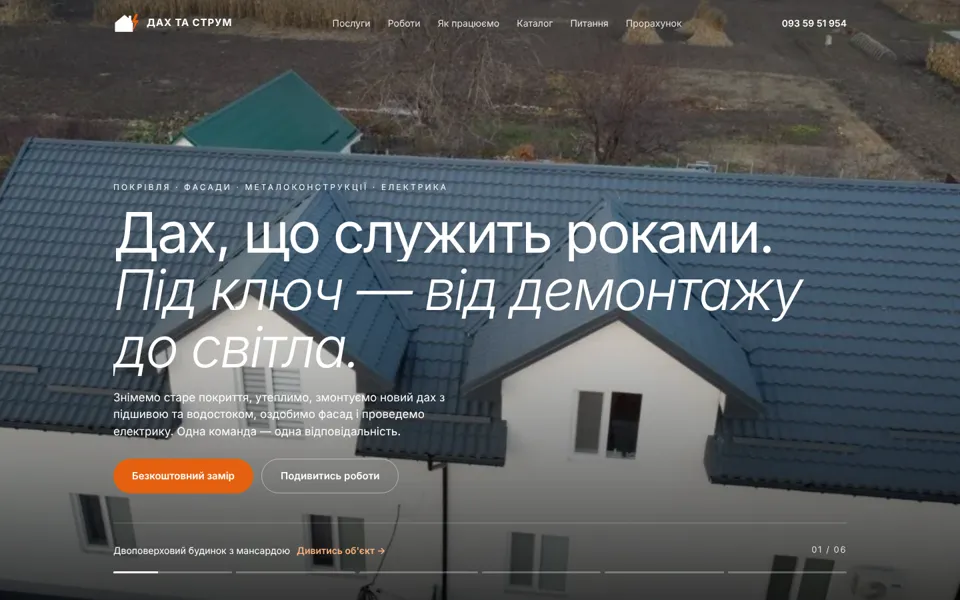 ДАХ ТА СТРУМ
Послуги Роботи Як працюємо Каталог Питання Прорахунок
093 59 51 954
ПОКРІВЛЯ · ФАСАДИ · МЕТАЛОКОНСТРУКЦІЇ · ЕЛЕКТРИКА
Дах, що служить роками.
Під ключ — від демонтажу
до світла.
Знімемо старе покриття, утеплимо, змонтуємо новий дах з
підшивою та водостоком, оздобимо фасад і проведемо
електрику. Одна команда — одна відповідальність.
Безкоштовний замір Подивитись роботи
Двоповерховий будинок з мансардою Дивитись об'єкт →
01 / 06